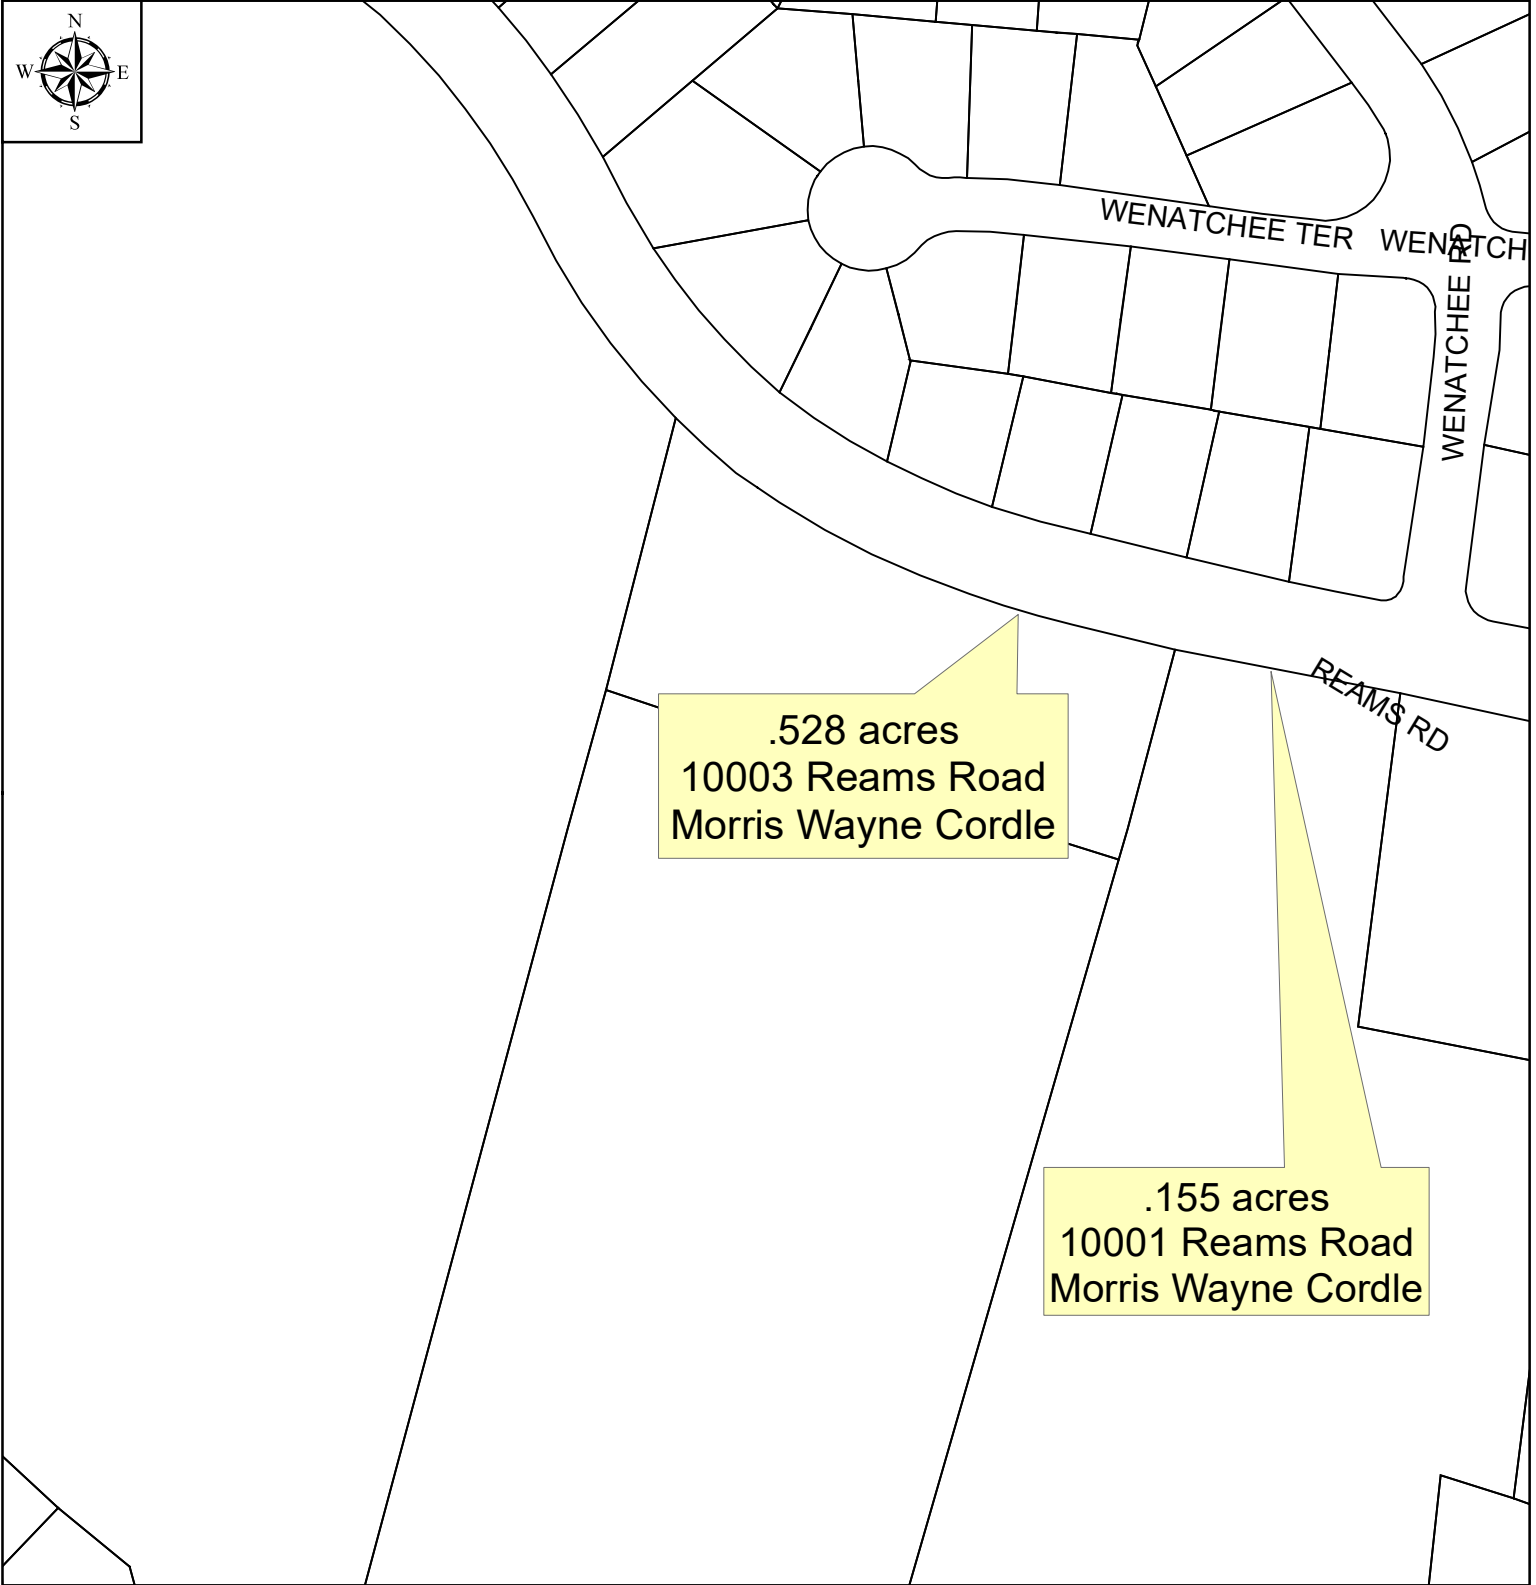 N
W E
S
WENATCHEE TER
WENATCH
WENATCHEE RD
REAMS RD
.528 acres
10003 Reams Road
Morris Wayne Cordle
.155 acres
10001 Reams Road
Morris Wayne Cordle